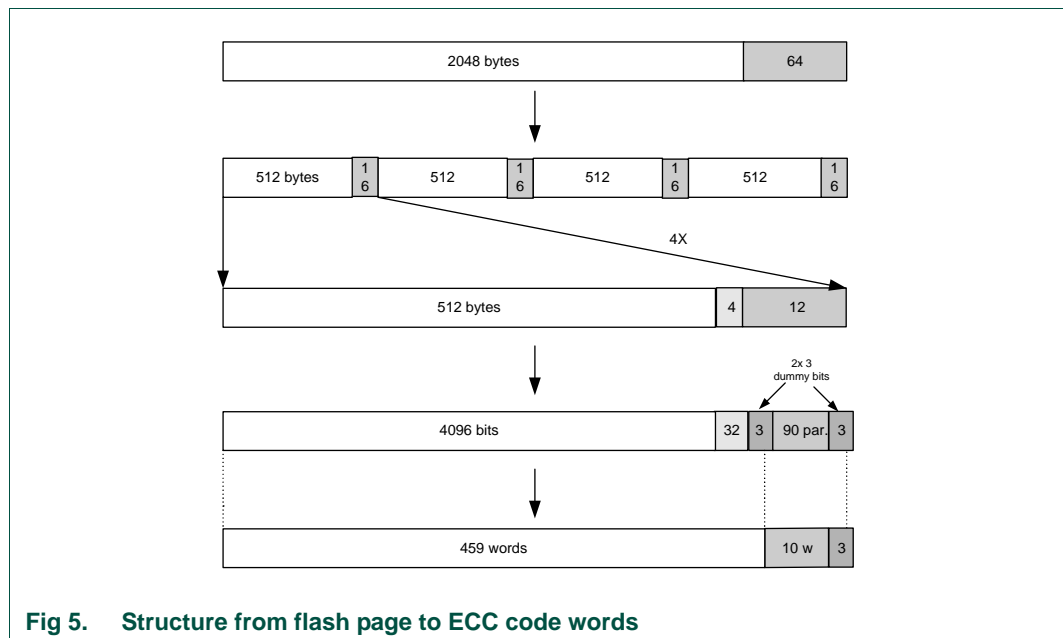 2048 bytes 64
512 bytes 1 512 1 512 1 512 1
6 6 6 6
4X
512 bytes 4 12
2x 3
dummy bits
4096 bits 32 3 90 par. 3
459 words 10 w 3
Fig 5. Structure from flash page to ECC code words